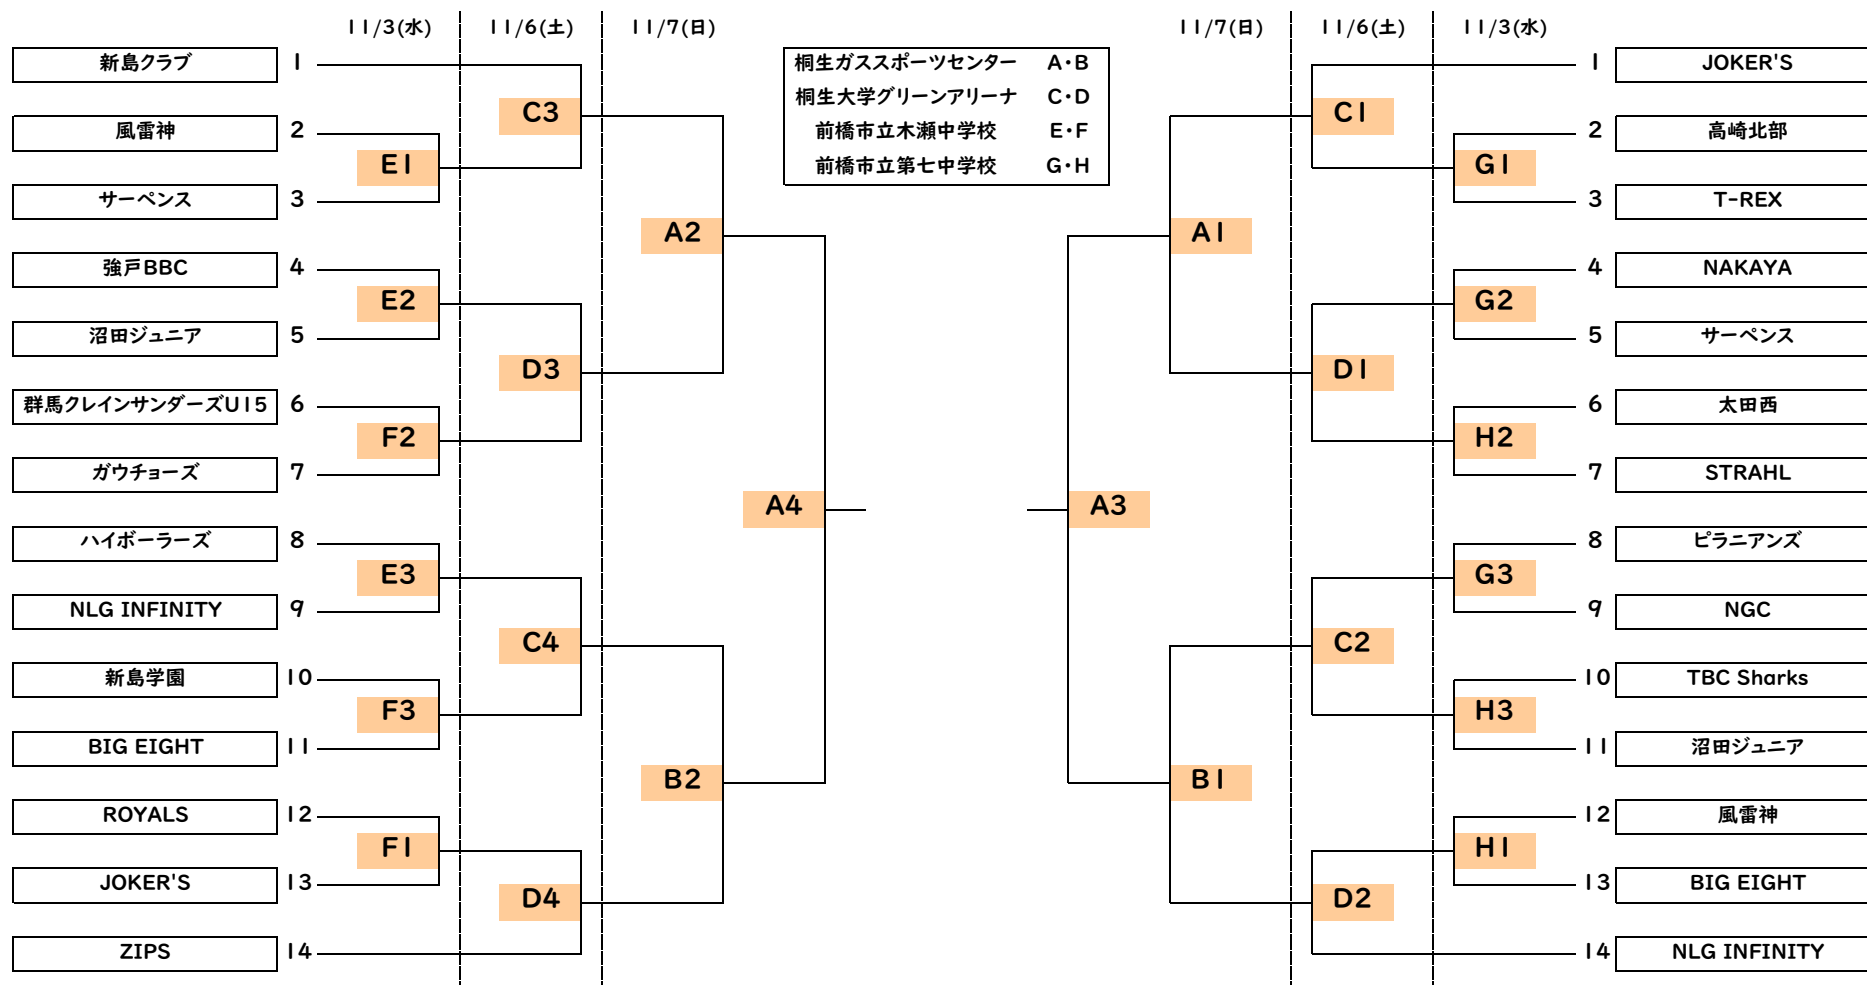 11/3(水) 11/6(土) 11/7(日) 11/7(日) 11/6(土) 11/3(水)
新島クラブ 1 桐生ガススポーツセンター A・B 1 JOKER'S
桐生大学グリーンアリーナ C・D
C3 C1
風雷神 2 前橋市立木瀬中学校 E・F 2 高崎北部
E1 前橋市立第七中学校 G・H G1
サーペンス 3 3 T-REX
A2 A1
強戸BBC 4 4 NAKAYA
E2 G2
沼田ジュニア 5 5 サーペンス
D3 D1
群馬クレインサンダーズU15 6 6 太田西
F2 H2
ガウチョーズ 7 7 STRAHL
A4 A3
ハイボーラーズ 8 8 ピラニアンズ
E3 G3
NLG INFINITY 9 9 NGC
C4 C2
新島学園 10 10 TBC Sharks
F3 H3
BIG EIGHT 11 11 沼田ジュニア
B2 B1
ROYALS 12 12 風雷神
F1 H1
JOKER'S 13 13 BIG EIGHT
D4 D2
ZIPS 14 14 NLG INFINITY